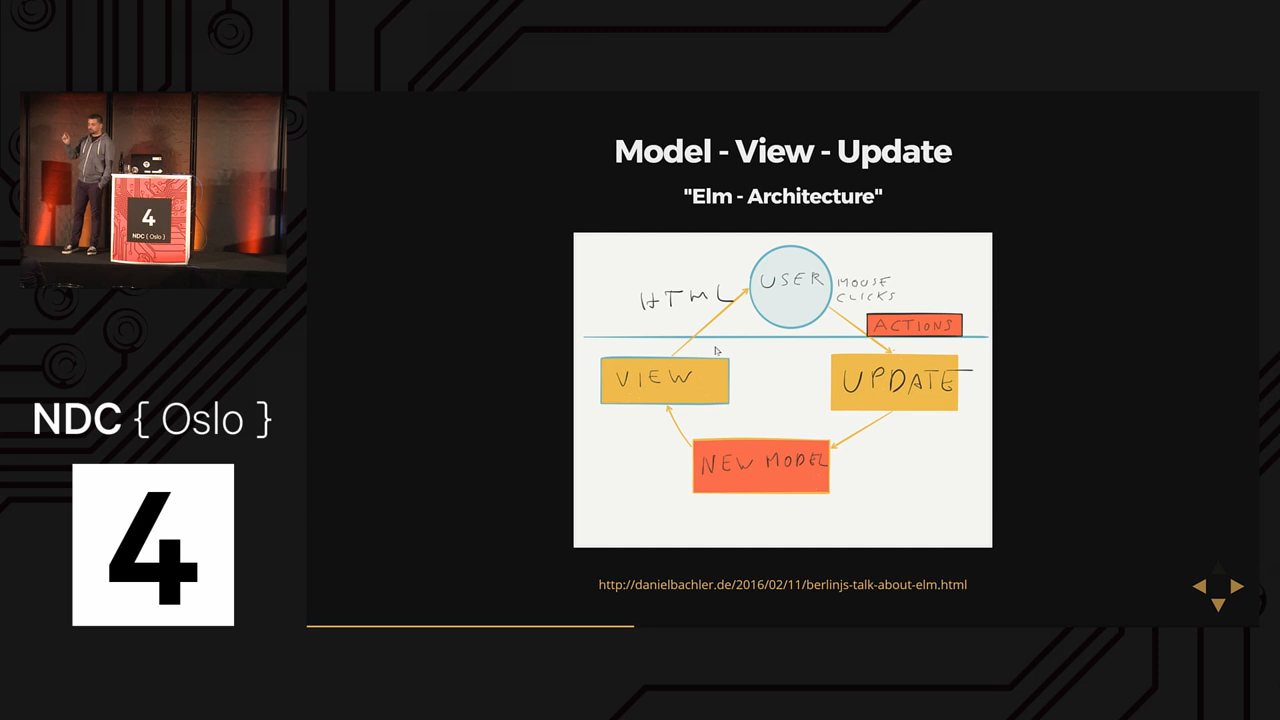 Model - View - Update
"Elm - Architecture"
USER
HTML
MOUSE
CLICKS
ACTIONS
VIEW
UPDATE
NEW MODEL
http://danielbachler.de/2016/02/11/berlinjs-talk-about-elm.html
4
NDC { Oslo }
NDC { Oslo }
4